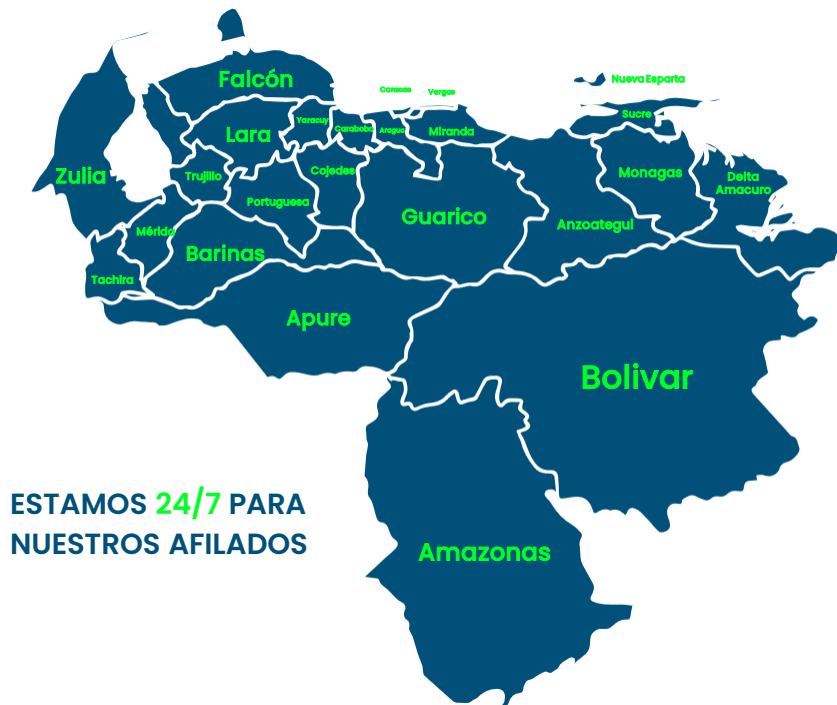 Falcón
Caracas
Vargas
Nueva Esparta
Yaracuy
Carabobo
Aragua
Miranda
Sucre
Lara
Zulia
Trujillo
Cojedes
Monagas
Delta
Amacuro
Portuguesa
Guarico
Anzoategui
Mérida
Barinas
Tachira
Apure
Bolivar
ESTAMOS 24/7 PARA
NUESTROS AFILADOS
Amazonas